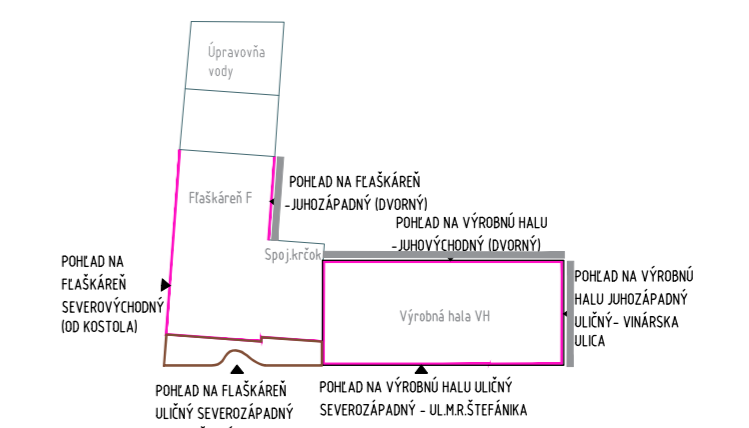 Úpravovňa
vody
Fľaškáreň F
POHĽAD NA FĽAŠKÁREŇ
-JUHOZÁPADNÝ (DVORNÝ)
POHĽAD NA VÝROBNÚ HALU
-JUHOVÝCHODNÝ (DVORNÝ)
Spoj.krčok
POHĽAD NA
FĽAŠKÁREŇ
SEVEROVÝCHODNÝ
(OD KOSTOLA)
POHĽAD NA VÝROBNÚ
HALU JUHOZÁPADNÝ
ULIČNÝ- VINÁRSKA
ULICA
Výrobná hala VH
POHĽAD NA FLAŠKÁREŇ
ULIČNÝ SEVEROZÁPADNÝ
POHĽAD NA VÝROBNÚ HALU ULIČNÝ
SEVEROZÁPADNÝ - UL.M.R.ŠTEFÁNIKA